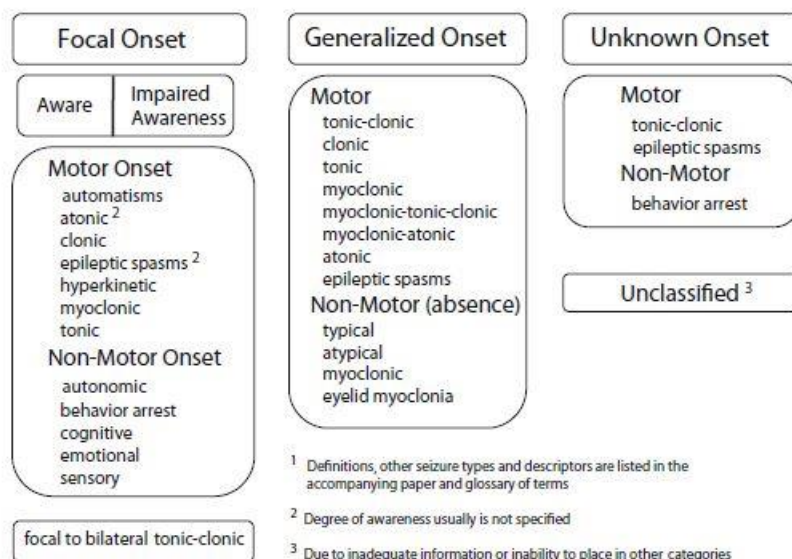 Focal Onset
Aware
Impaired
Awareness
Motor Onset
automatisms
atonic 2
clonic
epileptic spasms 2
hyperkinetic
myoclonic
tonic
Non-Motor Onset
autonomic
behavior arrest
cognitive
emotional
sensory
focal to bilateral tonic-clonic
Generalized Onset
Motor
tonic-clonic
clonic
tonic
myoclonic
myoclonic-tonic-clonic
myoclonic-atonic
atonic
epileptic spasms
Non-Motor (absence)
typical
atypical
myoclonic
eyelid myoclonia
Unknown Onset
Motor
tonic-clonic
epileptic spasms
Non-Motor
behavior arrest
Unclassified 3
1 Definitions, other seizure types and descriptors are listed in the
accompanying paper and glossary of terms
2 Degree of awareness usually is not specified
3 Due to inadequate information or inability to place in other categories